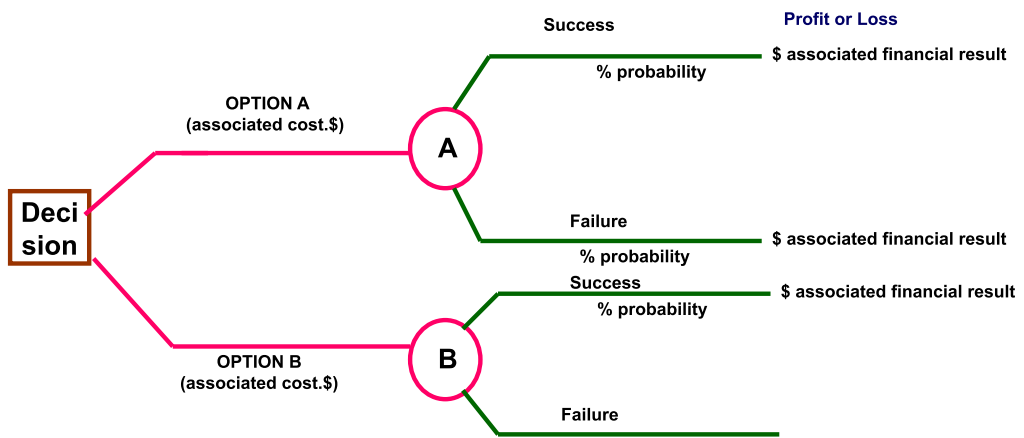 Profit or Loss
Success
$ associated financial result
% probability
OPTION A
(associated cost.$)
A
Failure
$ associated financial result
% probability
Deci
sion
Success
$ associated financial result
% probability
OPTION B
(associated cost.$)
B
Failure